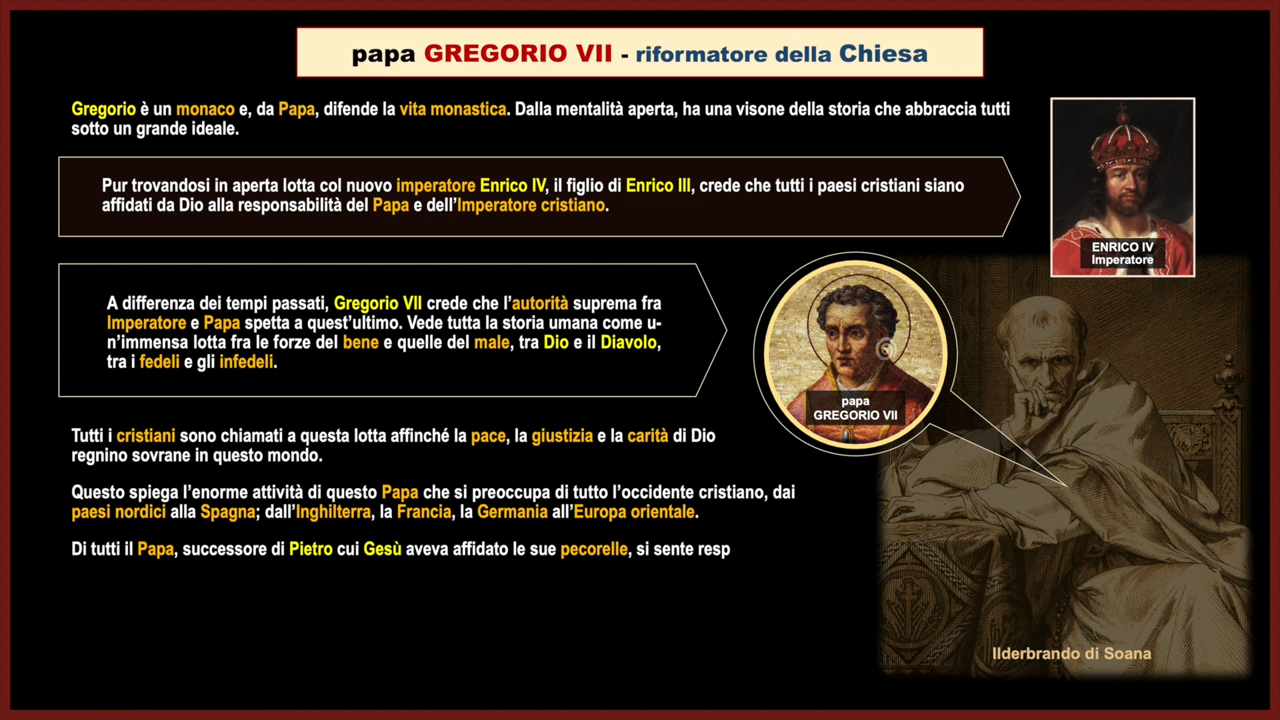 papa GREGORIO VII - riformatore della Chiesa
Gregorio è un monaco e, da Papa, difende la vita monastica. Dalla mentalità aperta, ha una visone della storia che abbraccia tutti
sotto un grande ideale.
Pur trovandosi in aperta lotta col nuovo imperatore Enrico IV, il figlio di Enrico III, crede che tutti i paesi cristiani siano
affidati da Dio alla responsabilità del Papa e dell'Imperatore cristiano.
ENRICO IV
Imperatore
A differenza dei tempi passati, Gregorio VII crede che l'autorità suprema fra
Imperatore e Papa spetta a quest'ultimo. Vede tutta la storia umana come u-
n'immensa lotta fra le forze del bene e quelle del male, tra Dio e il Diavolo,
tra i fedeli e gli infedeli.
papa
GREGORIO VII
Tutti i cristiani sono chiamati a questa lotta affinché la pace, la giustizia e la carità di Dio
regnino sovrane in questo mondo.
Questo spiega l'enorme attività di questo Papa che si preoccupa di tutto l'occidente cristiano, dai
paesi nordici alla Spagna; dall'Inghilterra, la Francia, la Germania all'Europa orientale.
Di tutti il Papa, successore di Pietro cui Gesù aveva affidato le sue pecorelle, si sente resp
Ilderbrando di Soana